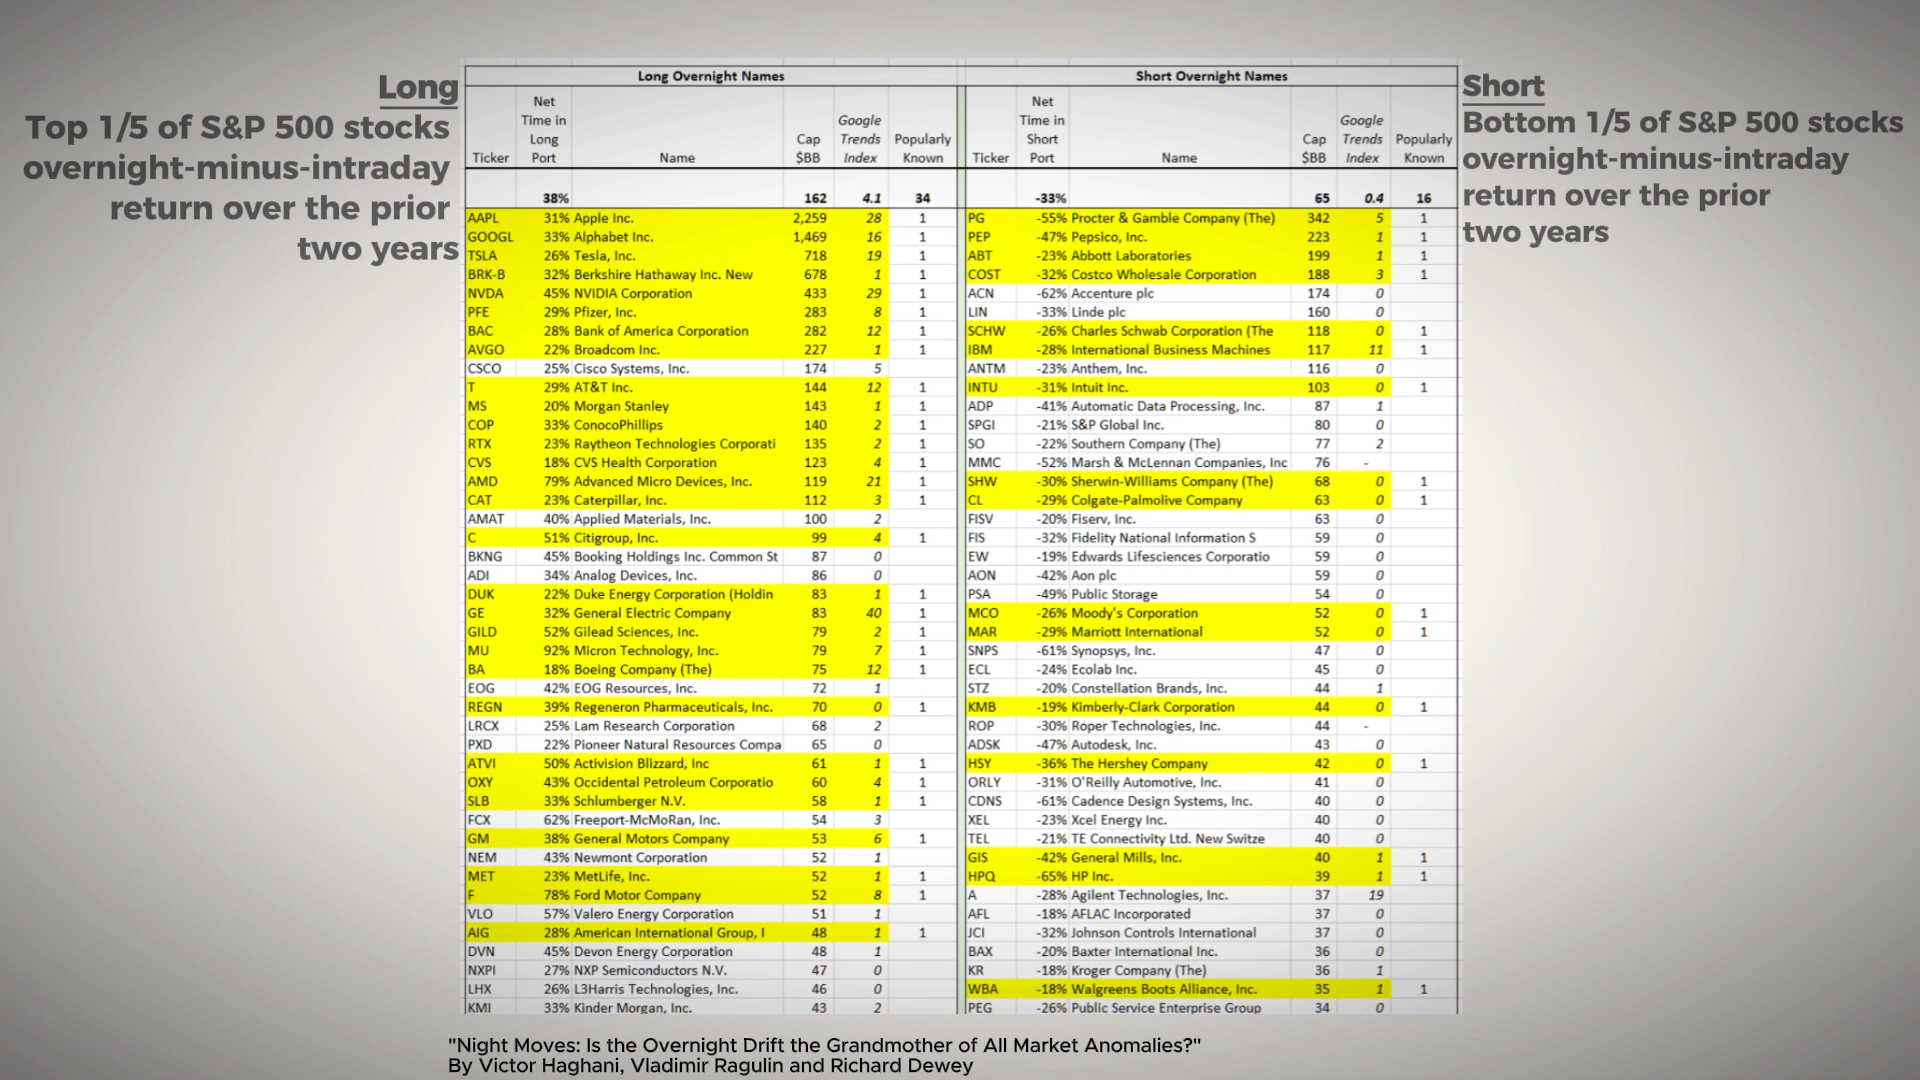 Long
Top 1/5 of S&P 500 stocks
overnight-minus-intraday
return over the prior
two years
Long Overnight Names
Short Overnight Names
Ticker Net Time in Long Port Name Cap $BB Google Trends Index Popularly Known
Ticker Net Time in Short Port Name Cap $BB Google Trends Index Popularly Known
38% 162 4.1 34 -33% 65 0.4 16
AAPL 31% Apple Inc. 2,259 28 1 PG -55% Procter & Gamble Company (The) 342 5 1
GOOGL 33% Alphabet Inc. 1,469 16 1 PEP -47% Pepsico, Inc. 223 1 1
TSLA 26% Tesla, Inc. 718 19 1 ABT -23% Abbott Laboratories 199 1 1
BRK-B 32% Berkshire Hathaway Inc. New 678 1 1 COST -32% Costco Wholesale Corporation 188 3 1
NVDA 45% NVIDIA Corporation 433 29 1 ACN -62% Accenture plc 174 0
PFE 29% Pfizer, Inc. 283 8 1 LIN -33% Linde plc 160 0
BAC 28% Bank of America Corporation 282 12 1 SCHW -26% Charles Schwab Corporation (The 118 0 1
AVGO 22% Broadcom Inc. 227 1 1 IBM -28% International Business Machines 117 11 1
CSCO 25% Cisco Systems, Inc. 174 5 ANTM -23% Anthem, Inc. 116 0
T 29% AT&T Inc. 144 12 1 INTU -31% Intuit Inc. 103 0 1
MS 20% Morgan Stanley 143 1 1 ADP -41% Automatic Data Processing, Inc. 87 1
COP 33% ConocoPhillips 140 2 1 SPGI -21% S&P Global Inc. 80 0
RTX 23% Raytheon Technologies Corporati 135 2 1 SO -22% Southern Company (The) 77 2
CVS 18% CVS Health Corporation 123 4 1 MMC -52% Marsh & McLennan Companies, Inc 76 -
AMD 79% Advanced Micro Devices, Inc. 119 21 1 SHW -30% Sherwin-Williams Company (The) 68 0 1
CAT 23% Caterpillar, Inc. 112 3 1 CL -29% Colgate-Palmolive Company 63 0 1
AMAT 40% Applied Materials, Inc. 100 2 FISV -20% Fiserv, Inc. 63 0
C 51% Citigroup, Inc. 99 4 1 FIS -32% Fidelity National Information S 59 0
BKNG 45% Booking Holdings Inc. Common St 87 0 EW -19% Edwards Lifesciences Corporatio 59 0
ADI 34% Analog Devices, Inc. 86 0 AON -42% Aon plc 59 0
DUK 22% Duke Energy Corporation (Holdin 83 1 1 PSA -49% Public Storage 54 0
GE 32% General Electric Company 83 40 1 MCO -26% Moody's Corporation 52 0 1
GILD 52% Gilead Sciences, Inc. 79 2 1 MAR -29% Marriott International 52 0 1
MU 92% Micron Technology, Inc. 79 7 1 SNPS -61% Synopsys, Inc. 47 0
BA 18% Boeing Company (The) 75 12 1 ECL -24% Ecolab Inc. 45 0
EOG 42% EOG Resources, Inc. 72 1 STZ -20% Constellation Brands, Inc. 44 1
REGN 39% Regeneron Pharmaceuticals, Inc. 70 0 1 KMB -19% Kimberly-Clark Corporation 44 0 1
LRCX 25% Lam Research Corporation 68 2 ROP -30% Roper Technologies, Inc. 44 -
PXD 22% Pioneer Natural Resources Compa 65 0 ADSK -47% Autodesk, Inc. 43 0
ATVI 50% Activision Blizzard, Inc 61 1 1 HSY -36% The Hershey Company 42 0 1
OXY 43% Occidental Petroleum Corporatio 60 4 1 ORLY -31% O'Reilly Automotive, Inc. 41 0
SLB 33% Schlumberger N.V. 58 1 1 CDNS -61% Cadence Design Systems, Inc. 40 0
FCX 62% Freeport-McMoRan, Inc. 54 3 XEL -23% Xcel Energy Inc. 40 0
GM 38% General Motors Company 53 6 1 TEL -21% TE Connectivity Ltd. New Switze 40 0
NEM 43% Newmont Corporation 52 1 GIS -42% General Mills, Inc. 40 1 1
MET 23% MetLife, Inc. 52 1 1 HPQ -65% HP Inc. 39 1 1
F 78% Ford Motor Company 52 8 1 A -28% Agilent Technologies, Inc. 37 19
VLO 57% Valero Energy Corporation 51 1 AFL -18% AFLAC Incorporated 37 0
AIG 28% American International Group, I 48 1 1 JCI -32% Johnson Controls International 37 0
DVN 45% Devon Energy Corporation 48 1 BAX -20% Baxter International Inc. 36 0
NXPI 27% NXP Semiconductors N.V. 47 0 KR -18% Kroger Company (The) 36 1
LHX 26% L3Harris Technologies, Inc. 46 0 WBA -18% Walgreens Boots Alliance, Inc. 35 1 1
KMI 33% Kinder Morgan, Inc. 43 2 PEG -26% Public Service Enterprise Group 34 0
Short
Bottom 1/5 of S&P 500 stocks
overnight-minus-intraday
return over the prior
two years
"Night Moves: Is the Overnight Drift the Grandmother of All Market Anomalies?"
By Victor Haghani, Vladimir Ragulin and Richard Dewey